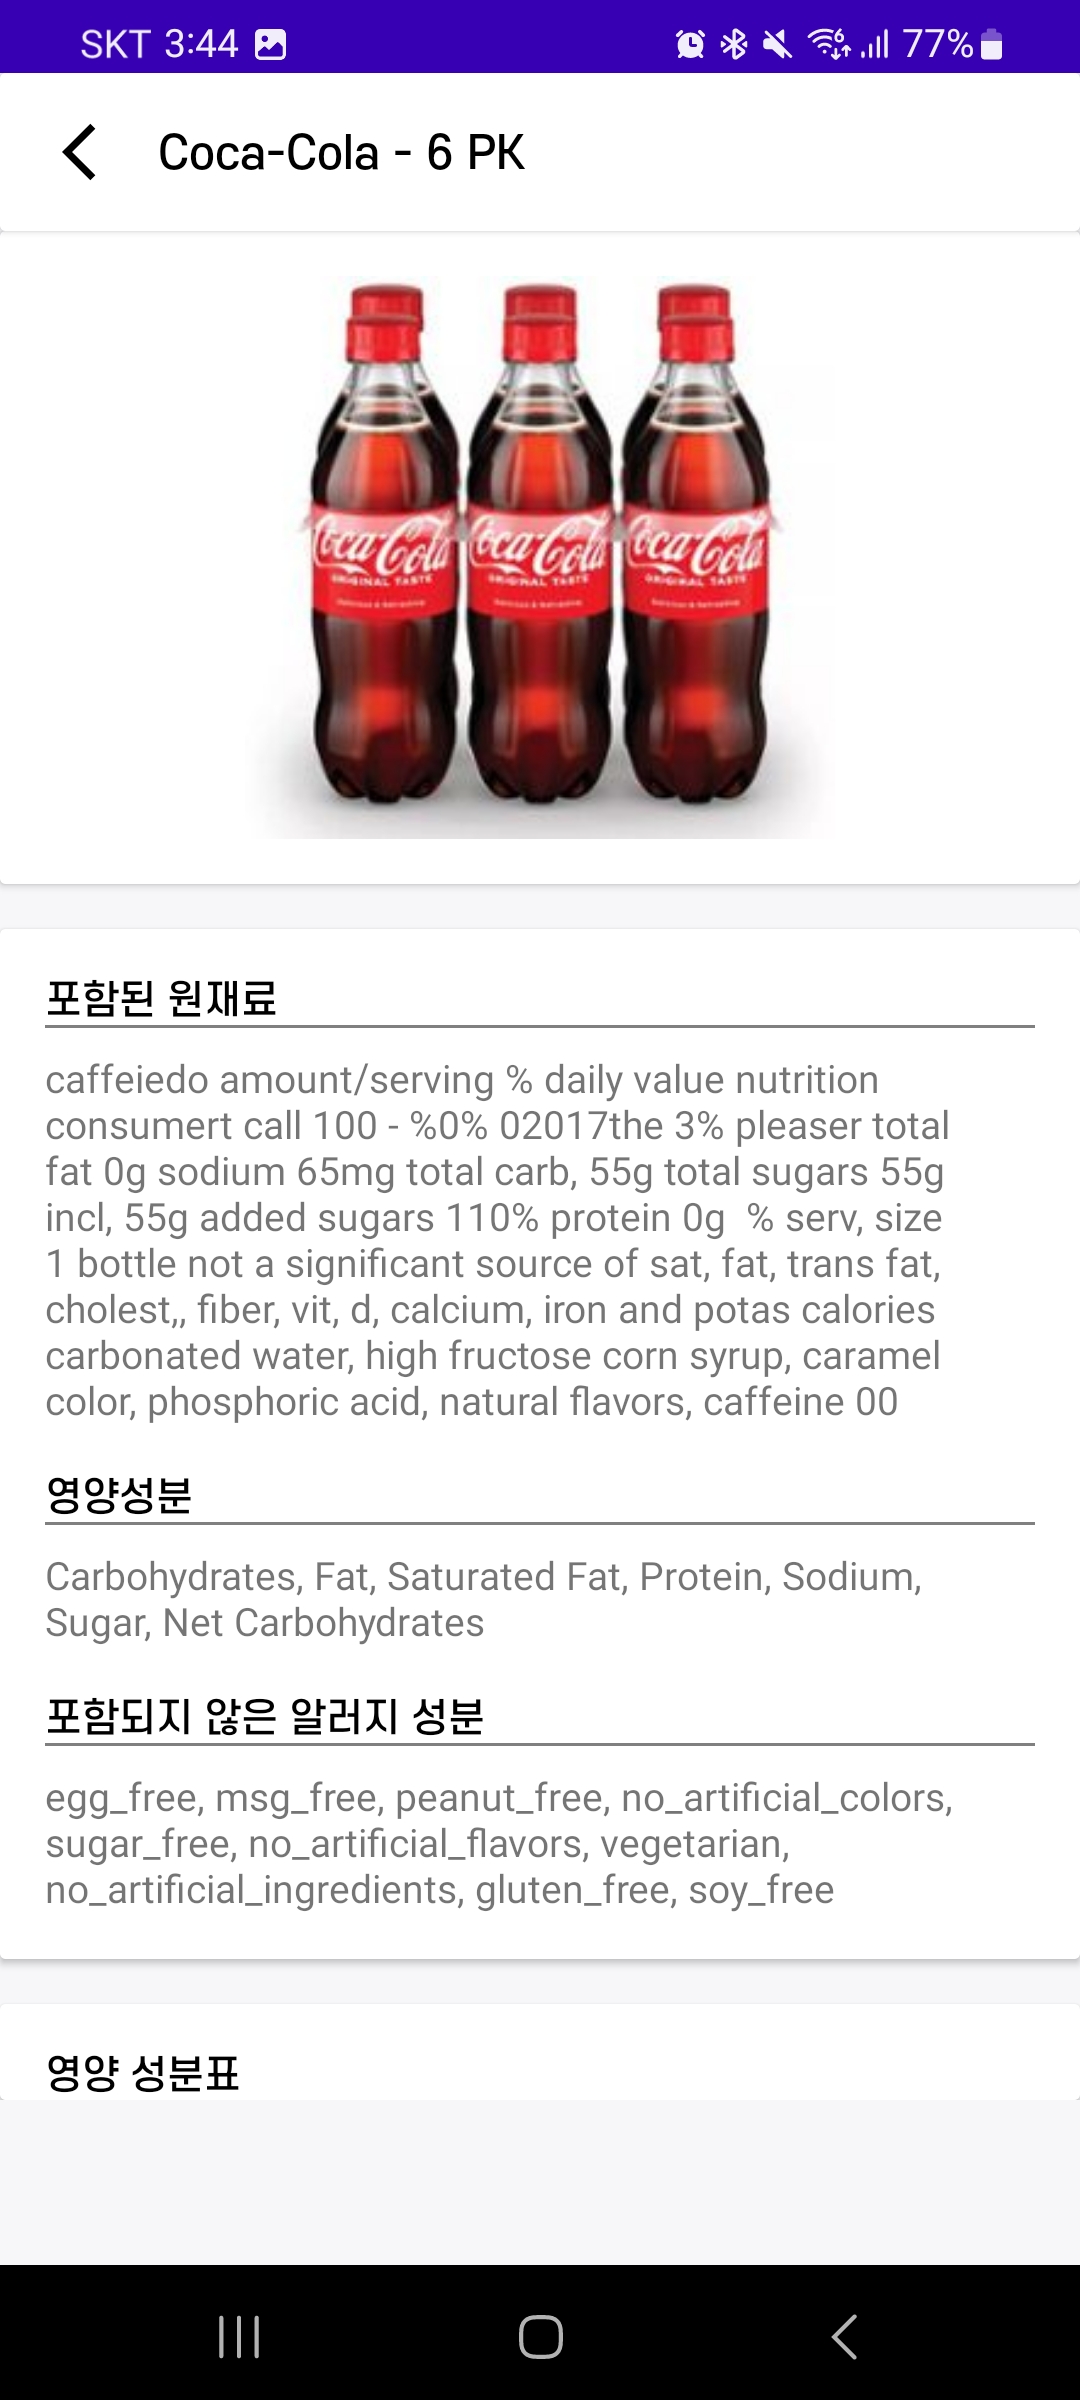 SKT 3:44
77%
Coca-Cola - 6 PK
Coca-Cola Coca-Cola Coca-Cola
ORIGINAL TASTE ORIGINAL TASTE ORIGINAL TASTE
포함된 원재료
caffeiedo amount/serving % daily value nutrition
consumert call 100 - %0% 02017the 3% pleaser total
fat 0g sodium 65mg total carb, 55g total sugars 55g
incl, 55g added sugars 110% protein 0g  % serv, size
1 bottle not a significant source of sat, fat, trans fat,
cholest,, fiber, vit, d, calcium, iron and potas calories
carbonated water, high fructose corn syrup, caramel
color, phosphoric acid, natural flavors, caffeine 00
영양성분
Carbohydrates, Fat, Saturated Fat, Protein, Sodium,
Sugar, Net Carbohydrates
포함되지 않은 알러지 성분
egg_free, msg_free, peanut_free, no_artificial_colors,
sugar_free, no_artificial_flavors, vegetarian,
no_artificial_ingredients, gluten_free, soy_free
영양 성분표